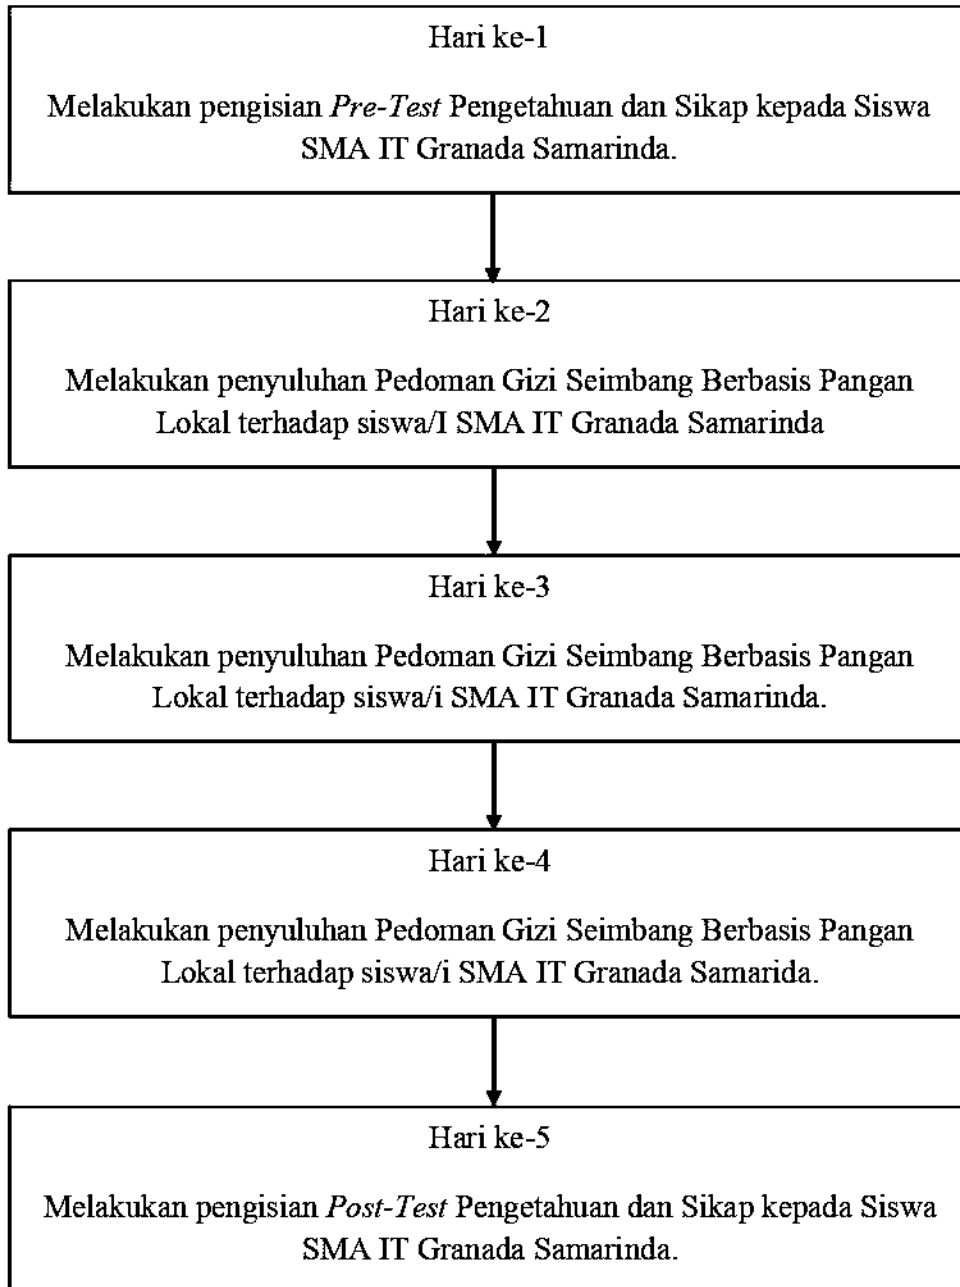 Hari ke-1
Melakukan pengisian Pre-Test Pengetahuan dan Sikap kepada Siswa
SMA IT Granada Samarinda.
Hari ke-2
Melakukan penyuluhan Pedoman Gizi Seimbang Berbasis Pangan
Lokal terhadap siswa/I SMA IT Granada Samarinda
Hari ke-3
Melakukan penyuluhan Pedoman Gizi Seimbang Berbasis Pangan
Lokal terhadap siswa/i SMA IT Granada Samarinda.
Hari ke-4
Melakukan penyuluhan Pedoman Gizi Seimbang Berbasis Pangan
Lokal terhadap siswa/i SMA IT Granada Samarida.
Hari ke-5
Melakukan pengisian Post-Test Pengetahuan dan Sikap kepada Siswa
SMA IT Granada Samarinda.